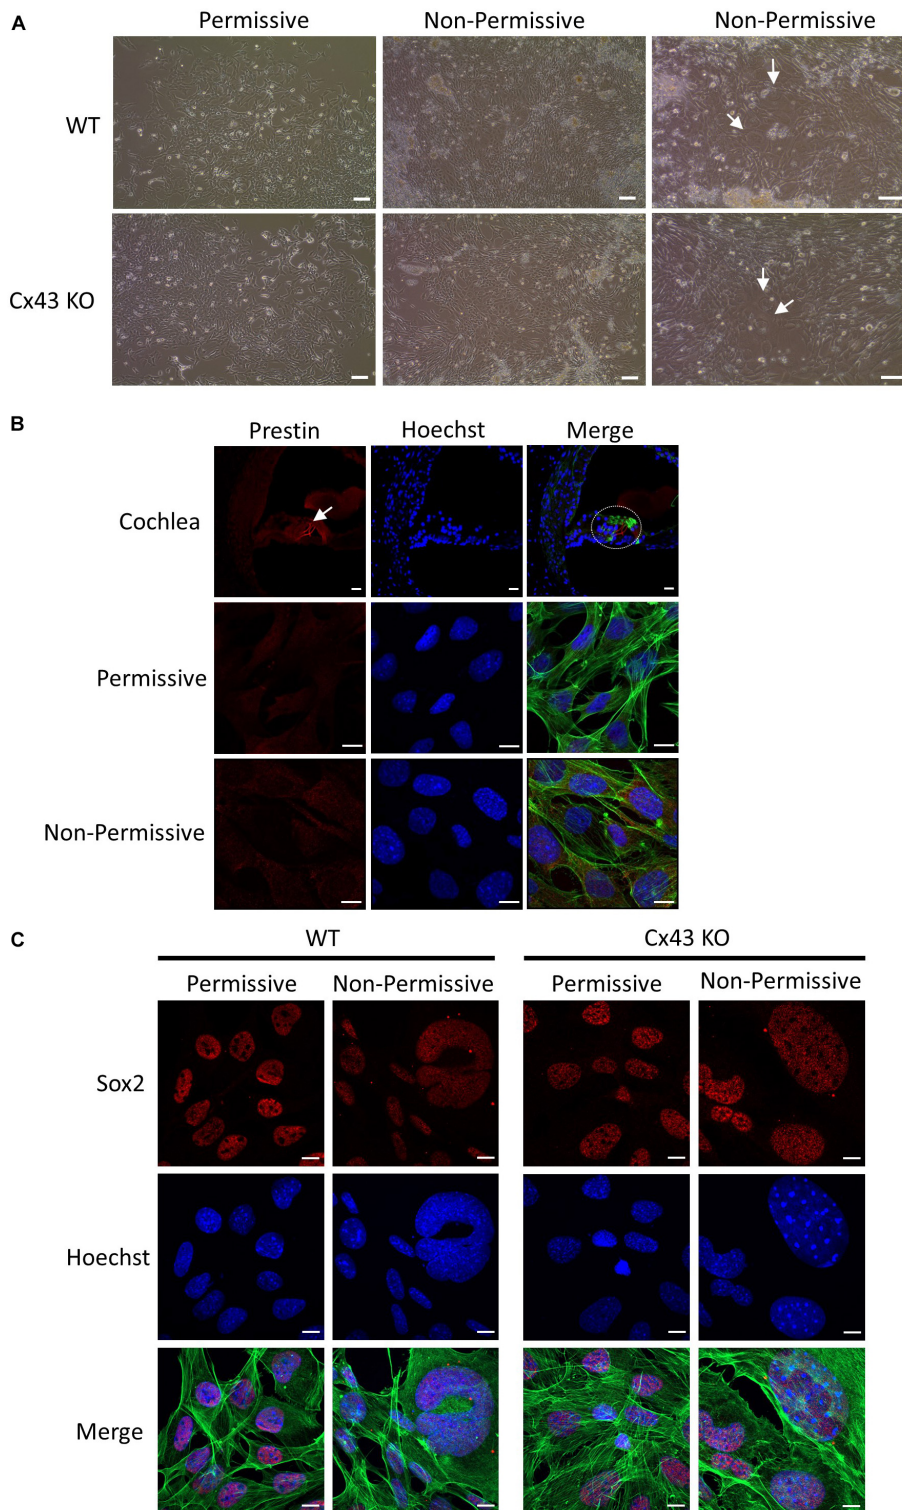 A
Permissive Non-Permissive Non-Permissive
WT
Cx43 KO
B
Prestin Hoechst Merge
Cochlea
Permissive
Non-Permissive
C
WT Cx43 KO
Permissive Non-Permissive Permissive Non-Permissive
Sox2
Hoechst
Merge